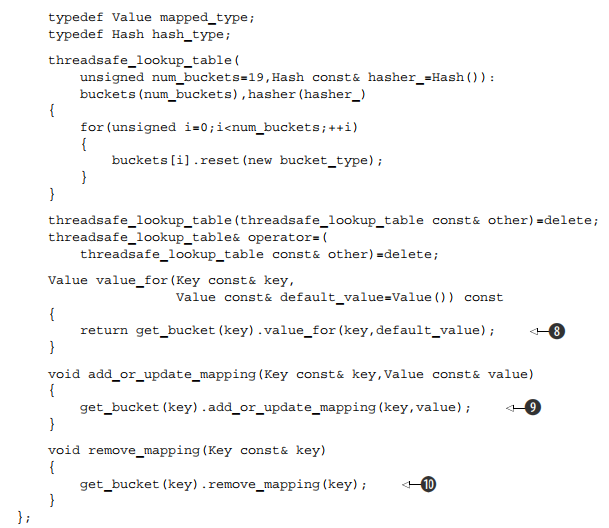 typedef Value mapped_type;
typedef Hash hash_type;
threadsafe_lookup_table(
unsigned num_buckets=19,Hash const& hasher_=Hash()):
buckets(num_buckets),hasher(hasher_)
{
for(unsigned i=0;i<num_buckets;++i)
{
buckets[i].reset(new bucket_type);
}
}
threadsafe_lookup_table(threadsafe_lookup_table const& other)=delete;
threadsafe_lookup_table& operator=(
threadsafe_lookup_table const& other)=delete;
Value value_for(Key const& key,
Value const& default_value=Value()) const
{
return get_bucket(key).value_for(key,default_value); 8
}
void add_or_update_mapping(Key const& key,Value const& value)
{
get_bucket(key).add_or_update_mapping(key,value); 9
}
void remove_mapping(Key const& key)
{
get_bucket(key).remove_mapping(key); 10
}
};